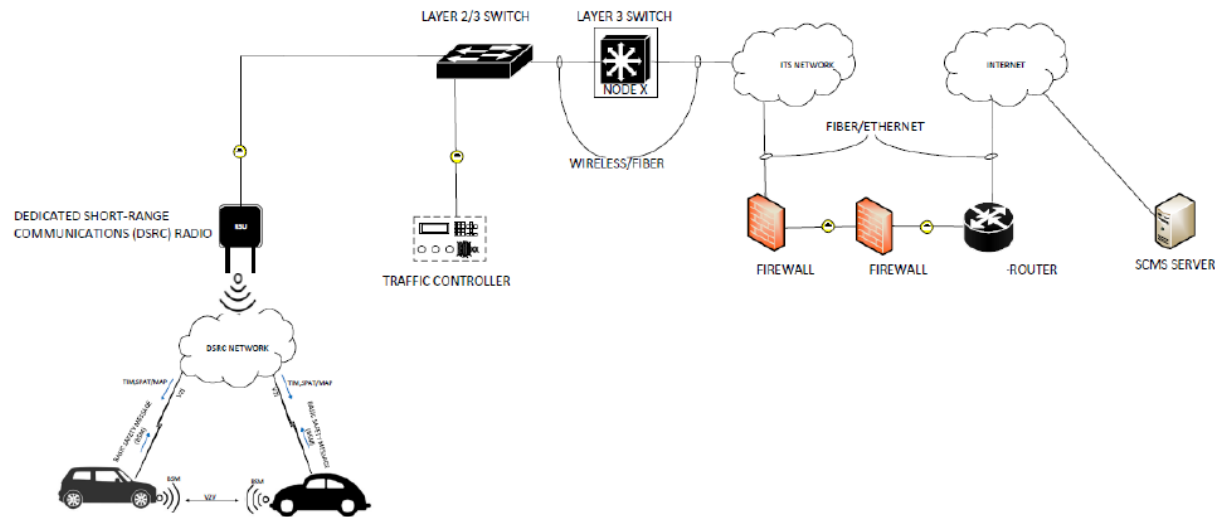 LAYER 2/3 SWITCH
LAYER 3 SWITCH
NODE X
ITS NETWORK
INTERNET
FIBER/ETHERNET
WIRELESS/FIBER
DEDICATED SHORT-RANGE
COMMUNICATIONS (DSRC) RADIO
RSU
TRAFFIC CONTROLLER
FIREWALL
FIREWALL
-ROUTER
SCMS SERVER
DSRC NETWORK
TIM,SPAT/MAP
TIM,SPAT/MAP
V2I
V2I
BASIC SAFETY MESSAGE
(BSM)
BASIC SAFETY MESSAGE
(BSM)
BSM
V2V
BSM